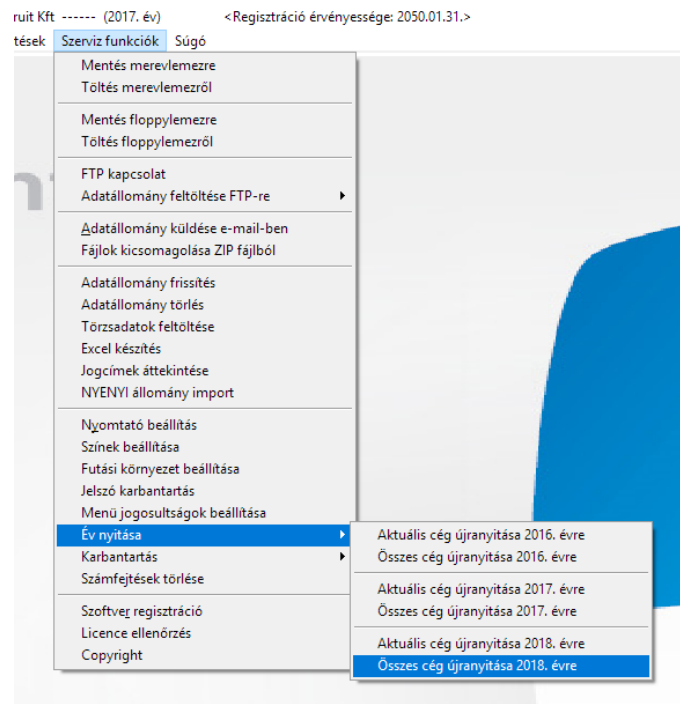 ruit Kft ------ (2017. év) <Regisztráció érvényessége: 2050.01.31.>
tések Szerviz funkciók Súgó
Mentés merevlemezre
Töltés merevlemezről
Mentés floppylemezre
Töltés floppylemezről
FTP kapcsolat
Adatállomány feltöltése FTP-re
Adatállomány küldése e-mail-ben
Fájlok kicsomagolása ZIP fájlból
Adatállomány frissítés
Adatállomány törlés
Törzsadatok feltöltése
Excel készítés
Jogcímek áttekintése
NYENYI állomány import
Nyomtató beállítás
Színek beállítása
Futási környezet beállítása
Jelszó karbantartás
Menü jogosultságok beállítása
Év nyitása
Karbantartás
Számfejtések törlése
Szoftver regisztráció
Licence ellenőrzés
Copyright
Aktuális cég újranyitása 2016. évre
Összes cég újranyitása 2016. évre
Aktuális cég újranyitása 2017. évre
Összes cég újranyitása 2017. évre
Aktuális cég újranyitása 2018. évre
Összes cég újranyitása 2018. évre